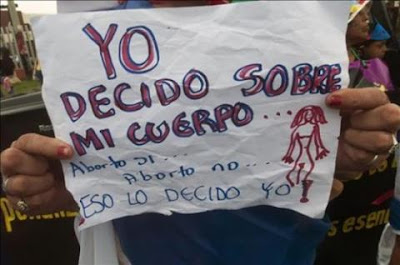 YO
DECIDO SOBRE
MI CUERPO...
Aborto si...
Aborto no...
ESO LO DECIDO YO